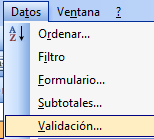 Datos Ventana ?
A
Z
Ordenar...
Filtro
Formulario...
Subtotales...
Validación...